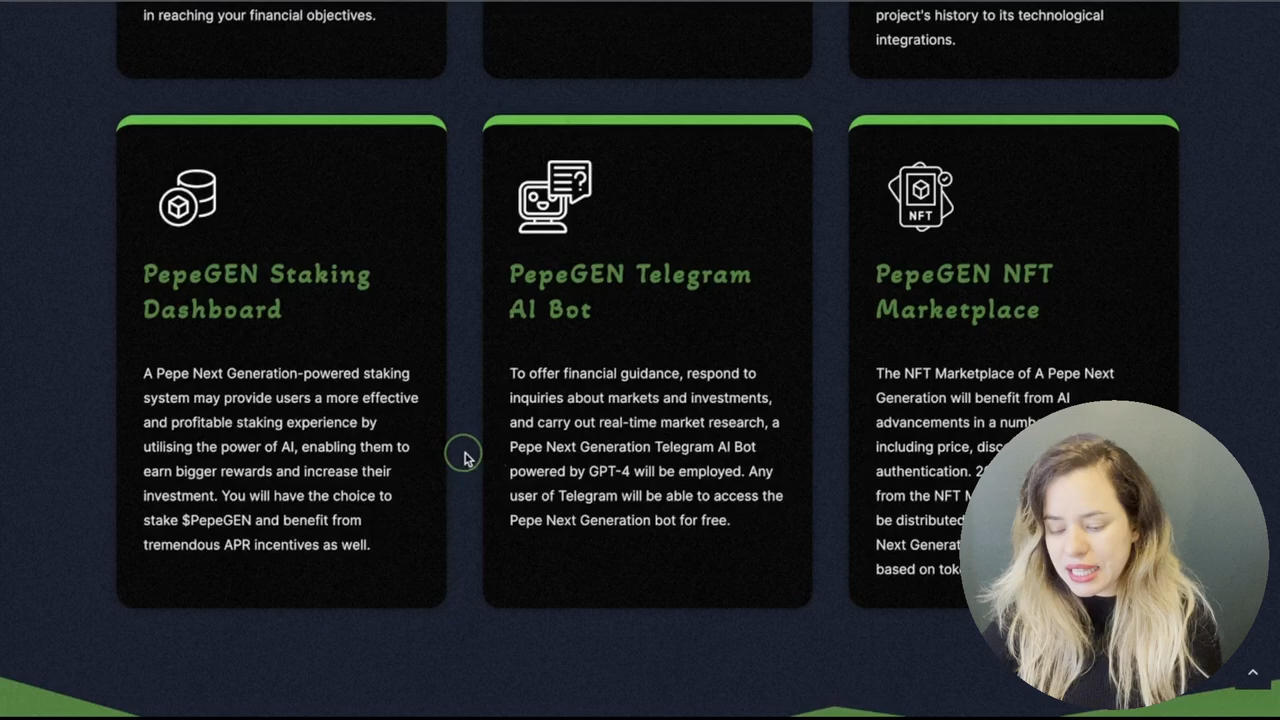 in reaching your financial objectives.
project's history to its technological
integrations.
PepeGEN Staking
Dashboard
A Pepe Next Generation-powered staking
system may provide users a more effective
and profitable staking experience by
utilising the power of AI, enabling them to
earn bigger rewards and increase their
investment. You will have the choice to
stake $PepeGEN and benefit from
tremendous APR incentives as well.
?
PepeGEN Telegram
AI Bot
To offer financial guidance, respond to
inquiries about markets and investments,
and carry out real-time market research, a
Pepe Next Generation Telegram AI Bot
powered by GPT-4 will be employed. Any
user of Telegram will be able to access the
Pepe Next Generation bot for free.
NFT
PepeGEN NFT
Marketplace
The NFT Marketplace of A Pepe Next
Generation will benefit from AI
advancements in a
including price,
authentication.
from the NFT
be distributed
Next
based on